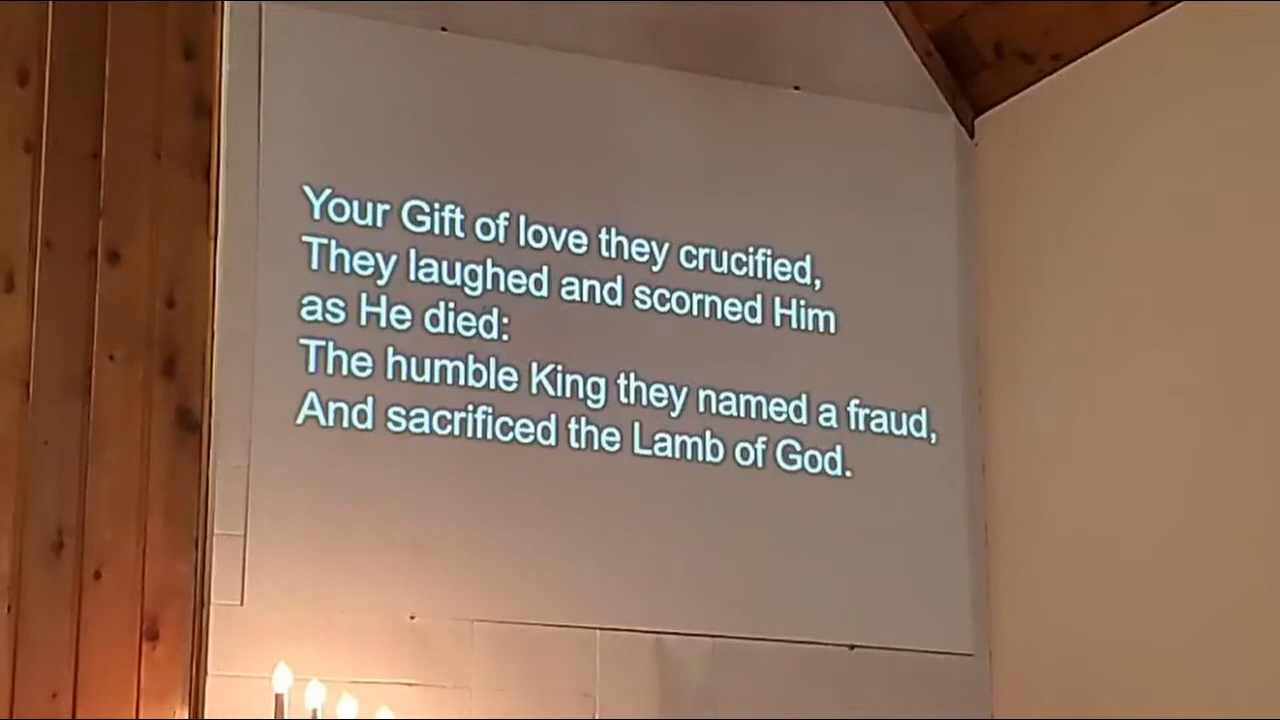 Your Gift of love they crucified,
They laughed and scorned Him
as He died:
The humble King they named a fraud,
And sacrificed the Lamb of God.